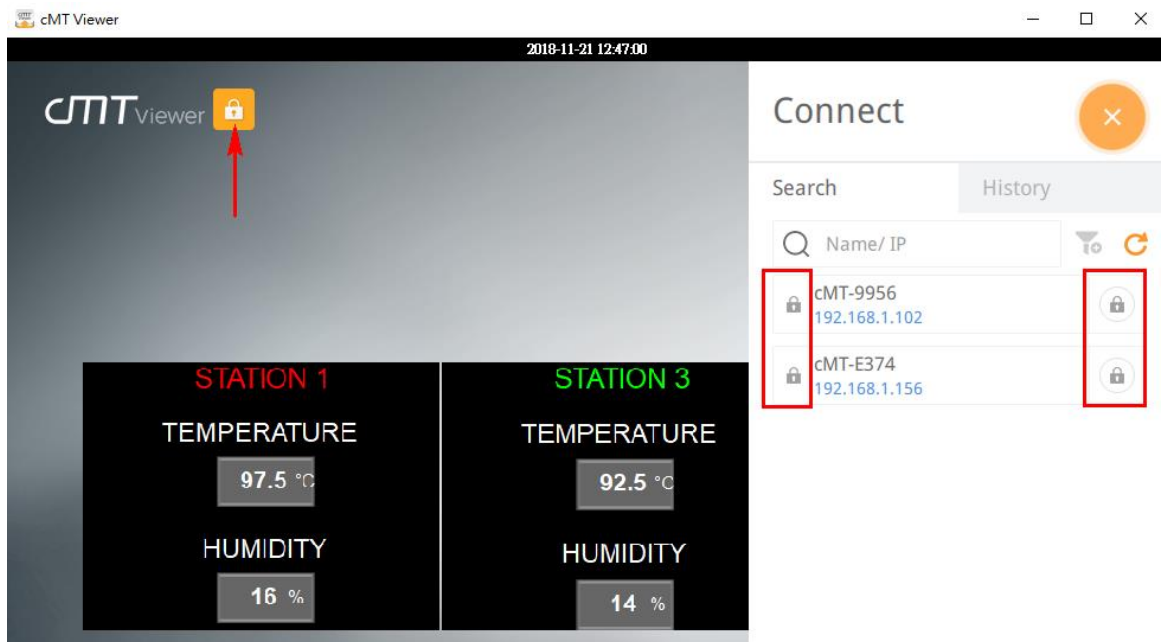 cMT Viewer
2018-11-21 12:47:00
cMT Viewer
Connect
Search
History
Name/ IP
cMT-9956
192.168.1.102
cMT-E374
192.168.1.156
STATION 1
TEMPERATURE
97.5 °C
HUMIDITY
16 %
STATION 3
TEMPERATURE
92.5 °C
HUMIDITY
14 %